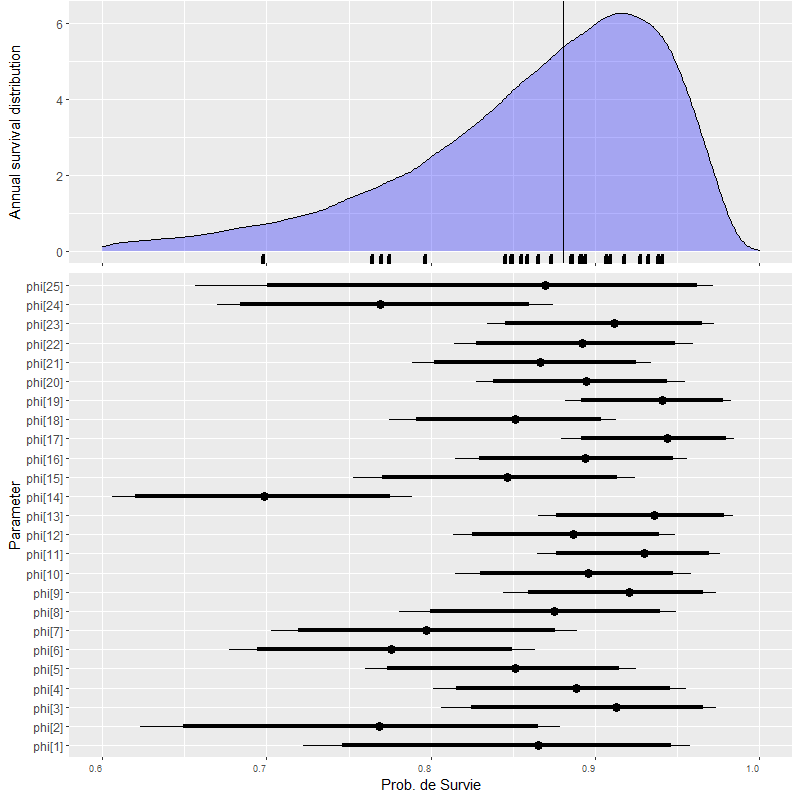 Annual survival distribution
6
4
2
0
Parameter
phi[25]
phi[24]
phi[23]
phi[22]
phi[21]
phi[20]
phi[19]
phi[18]
phi[17]
phi[16]
phi[15]
phi[14]
phi[13]
phi[12]
phi[11]
phi[10]
phi[9]
phi[8]
phi[7]
phi[6]
phi[5]
phi[4]
phi[3]
phi[2]
phi[1]
0.6 0.7 0.8 0.9 1.0
Prob. de Survie